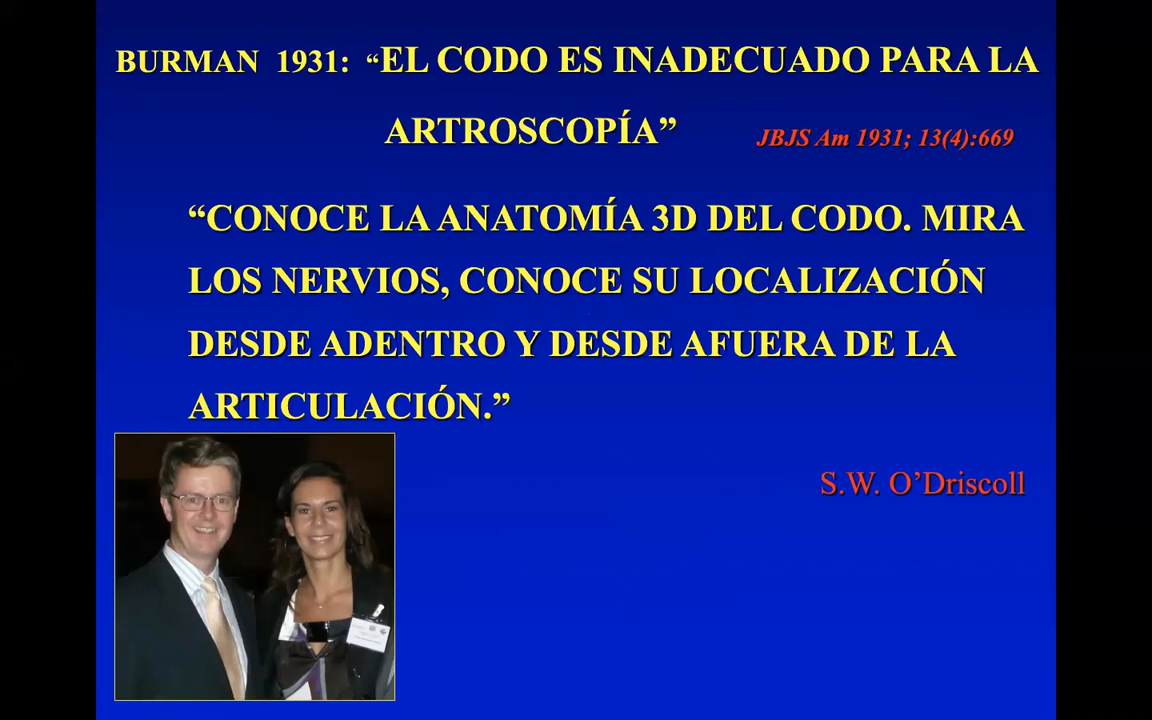 BURMAN 1931: “EL CODO ES INADECUADO PARA LA
ARTROSCOPÍA” JBJS Am 1931; 13(4):669
“CONOCE LA ANATOMÍA 3D DEL CODO. MIRA
LOS NERVIOS, CONOCE SU LOCALIZACIÓN
DESDE ADENTRO Y DESDE AFUERA DE LA
ARTICULACIÓN.”
S.W. O’Driscoll